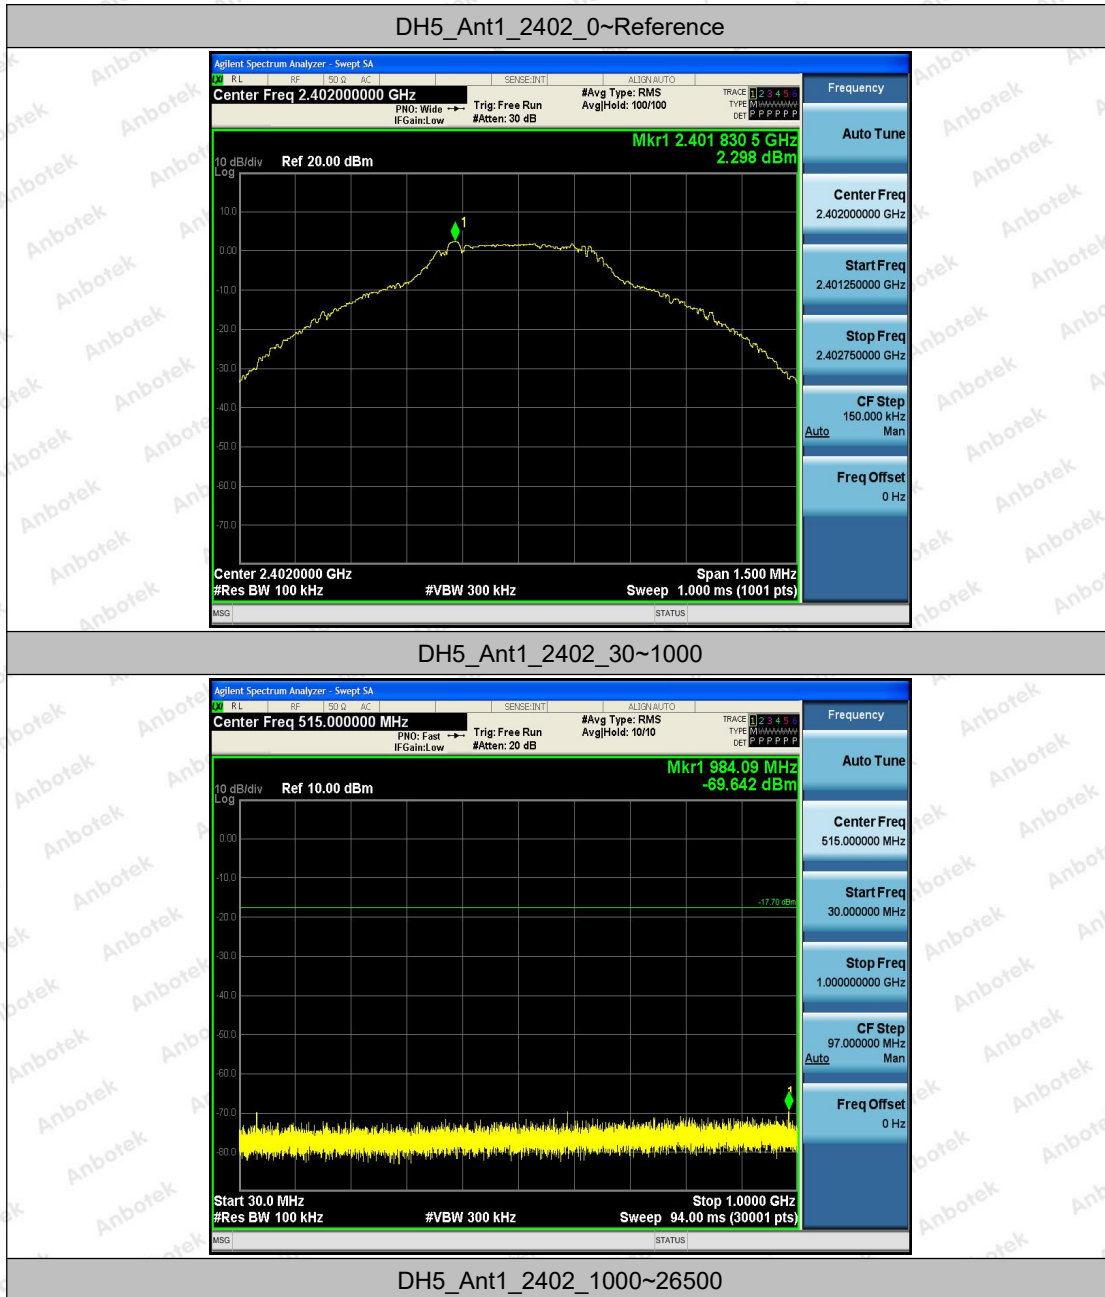 DH5_Ant1_2402_0~Reference
Agilent Spectrum Analyzer - Swept SA
LXI RL RF 50 Ω AC SENSE:INT ALIGN AUTO
Center Freq 2.402000000 GHz
PNO: Wide
IFGain:Low
Trig: Free Run
#Atten: 30 dB
#Avg Type: RMS
Avg|Hold: 100/100
TRACE 1 2 3 4 5 6
TYPE M WWWWW
DET P P P P P P
Mkr1 2.401 830 5 GHz
2.298 dBm
10 dB/div
Log
Ref 20.00 dBm
10.0
0.00
-10.0
-20.0
-30.0
-40.0
-50.0
-60.0
-70.0
1
Center 2.4020000 GHz
Span 1.500 MHz
#Res BW 100 kHz
#VBW 300 kHz
Sweep 1.000 ms (1001 pts)
MSG
STATUS
Frequency
Auto Tune
Center Freq
2.402000000 GHz
Start Freq
2.401250000 GHz
Stop Freq
2.402750000 GHz
CF Step
150.000 kHz
Auto Man
Freq Offset
0 Hz
DH5_Ant1_2402_30~1000
Agilent Spectrum Analyzer - Swept SA
LXI RL RF 50 Ω AC SENSE:INT ALIGN AUTO
Center Freq 515.000000 MHz
PNO: Fast
IFGain:Low
Trig: Free Run
#Atten: 20 dB
#Avg Type: RMS
Avg|Hold: 10/10
TRACE 1 2 3 4 5 6
TYPE M WWWWW
DET P P P P P P
Mkr1 984.09 MHz
-69.642 dBm
10 dB/div
Log
Ref 10.00 dBm
0.00
-10.0
-20.0
-30.0
-40.0
-50.0
-60.0
-70.0
-80.0
-17.70 dBm
1
Start 30.0 MHz
Stop 1.0000 GHz
#Res BW 100 kHz
#VBW 300 kHz
Sweep 94.00 ms (30001 pts)
MSG
STATUS
Frequency
Auto Tune
Center Freq
515.000000 MHz
Start Freq
30.000000 MHz
Stop Freq
1.000000000 GHz
CF Step
97.000000 MHz
Auto Man
Freq Offset
0 Hz
DH5_Ant1_2402_1000~26500
Anbotek